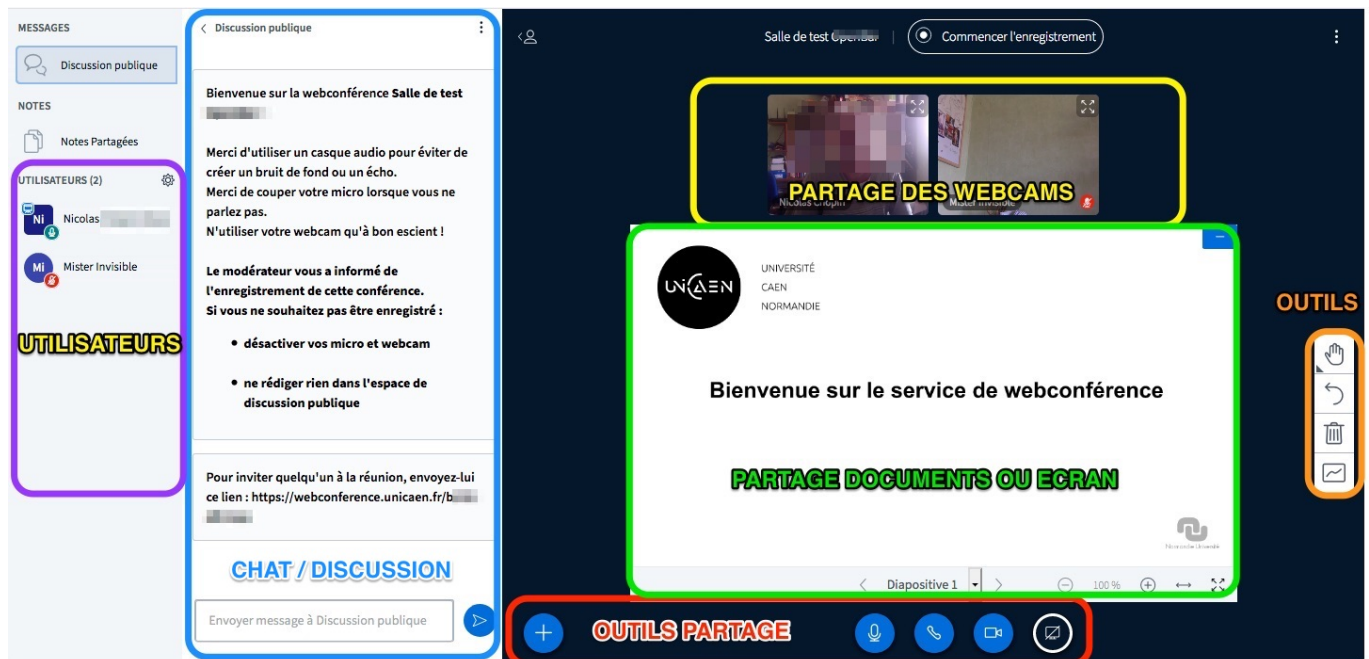 MESSAGES
Discussion publique
NOTES
Notes Partagées
UTILISATEURS (2)
Ni
Nicolas
Mi
Mister Invisible
UTILISATEURS
Discussion publique
Bienvenue sur la webconférence Salle de test
Merci d'utiliser un casque audio pour éviter de
créer un bruit de fond ou un écho.
Merci de couper votre micro lorsque vous ne
parlez pas.
N'utiliser votre webcam qu'à bon escient !
Le modérateur vous a informé de
l'enregistrement de cette conférence.
Si vous ne souhaitez pas être enregistré :
• désactiver vos micro et webcam
• ne rédiger rien dans l'espace de
discussion publique
Pour inviter quelqu'un à la réunion, envoyez-lui
ce lien : https://webconference.unicaen.fr/b
CHAT / DISCUSSION
Envoyer message à Discussion publique
Salle de test
Commencer l'enregistrement
PARTAGE DES WEBCAMS
Mister Invisible
UNICAEN
UNIVERSITÉ
CAEN
NORMANDIE
Bienvenue sur le service de webconférence
PARTAGE DOCUMENTS OU ECRAN
Normandie Université
Diapositive 1
100 %
OUTILS PARTAGE
OUTILS